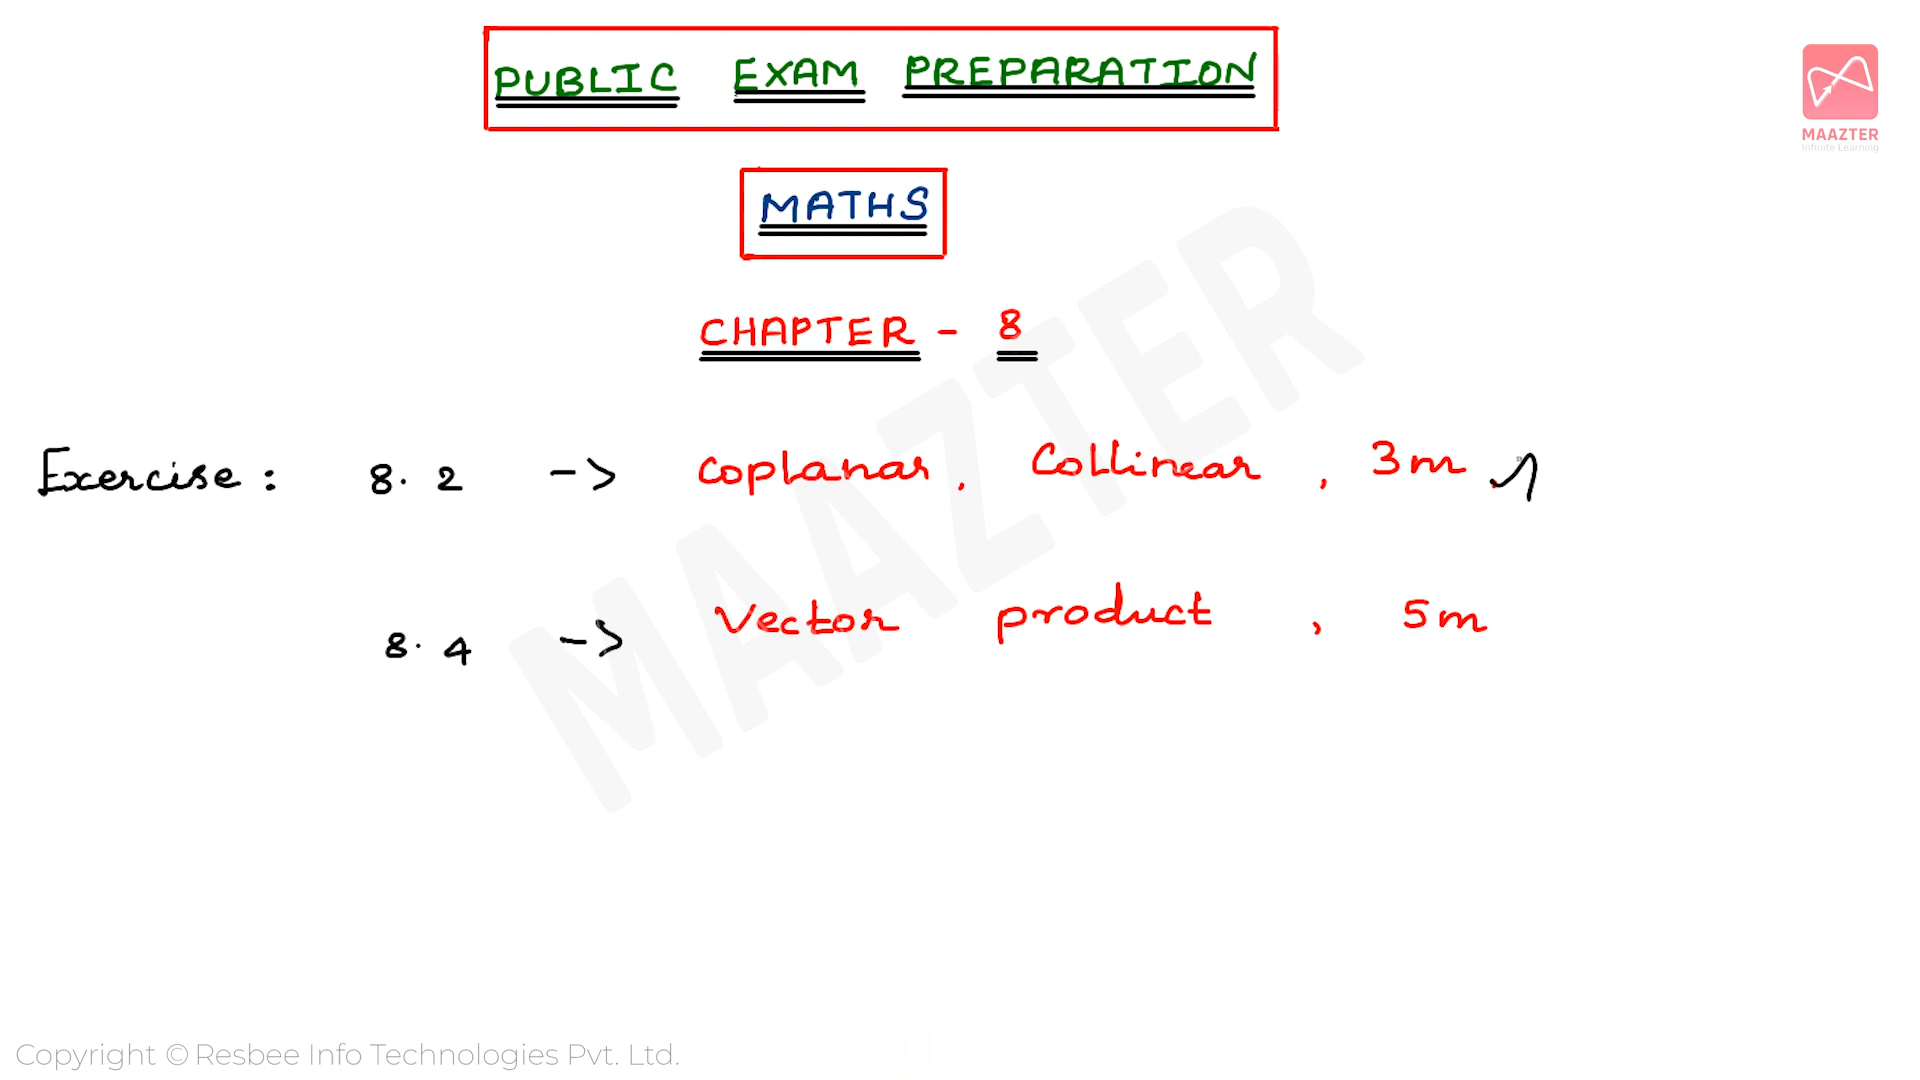 PUBLIC EXAM PREPARATION
MAAZTER
Infinite Learning
MATHS
CHAPTER - 8
Exercise : 8.2 -> coplanar, Collinear, 3m
8.4 -> Vector product, 5m
MAAZTER
Copyright © Resbee Info Technologies Pvt. Ltd.